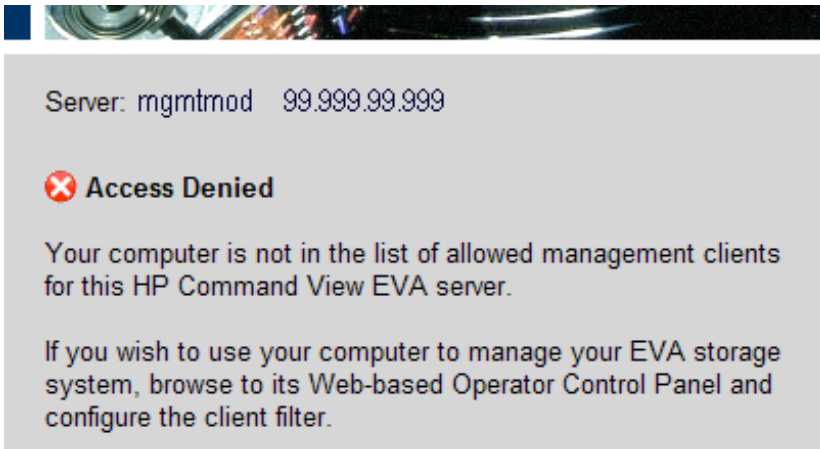 Server: mgmtmod 99.999.99.999
Access Denied
Your computer is not in the list of allowed management clients
for this HP Command View EVA server.
If you wish to use your computer to manage your EVA storage
system, browse to its Web-based Operator Control Panel and
configure the client filter.